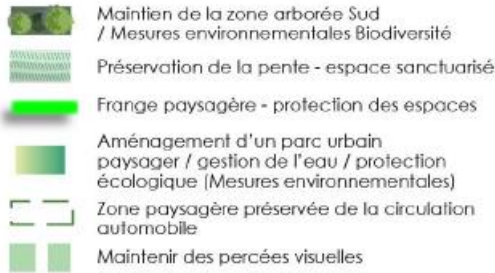 Maintien de la zone arborée Sud
/ Mesures environnementales Biodiversité
Préservation de la pente - espace sanctuarisé
Frange paysagère - protection des espaces
Aménagement d'un parc urbain
paysager / gestion de l'eau / protection
écologique (Mesures environnementales)
Zone paysagère préservée de la circulation
automobile
Maintenir des percées visuelles